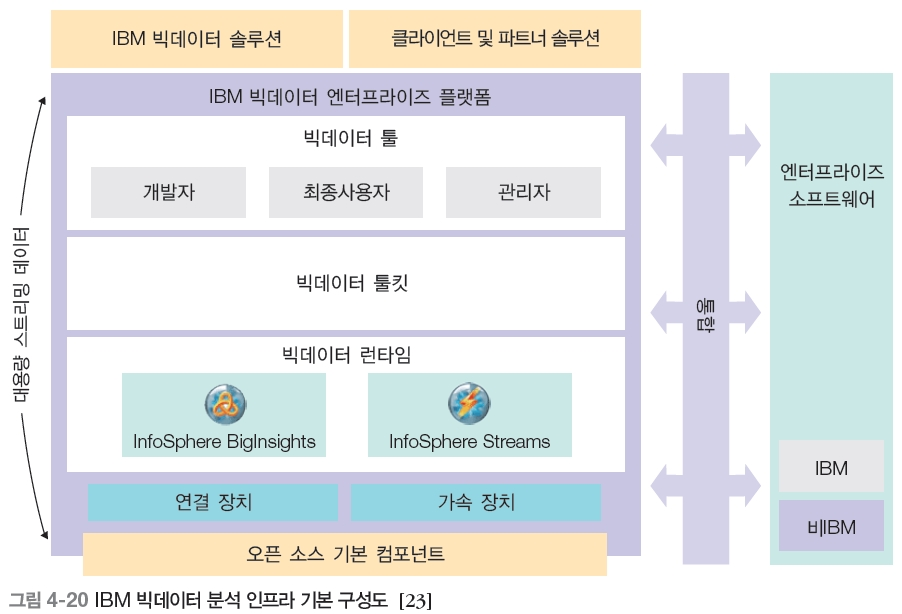 IBM 빅데이터 솔루션
클라이언트 및 파트너 솔루션
IBM 빅데이터 엔터프라이즈 플랫폼
빅데이터 툴
개발자
최종사용자
관리자
빅데이터 툴킷
빅데이터 런타임
InfoSphere BigInsights
InfoSphere Streams
연결 장치
가속 장치
오픈 소스 기본 컴포넌트
대용량 스트리밍 데이터
통합
엔터프라이즈
소프트웨어
IBM
비IBM
그림 4-20 IBM 빅데이터 분석 인프라 기본 구성도 [23]